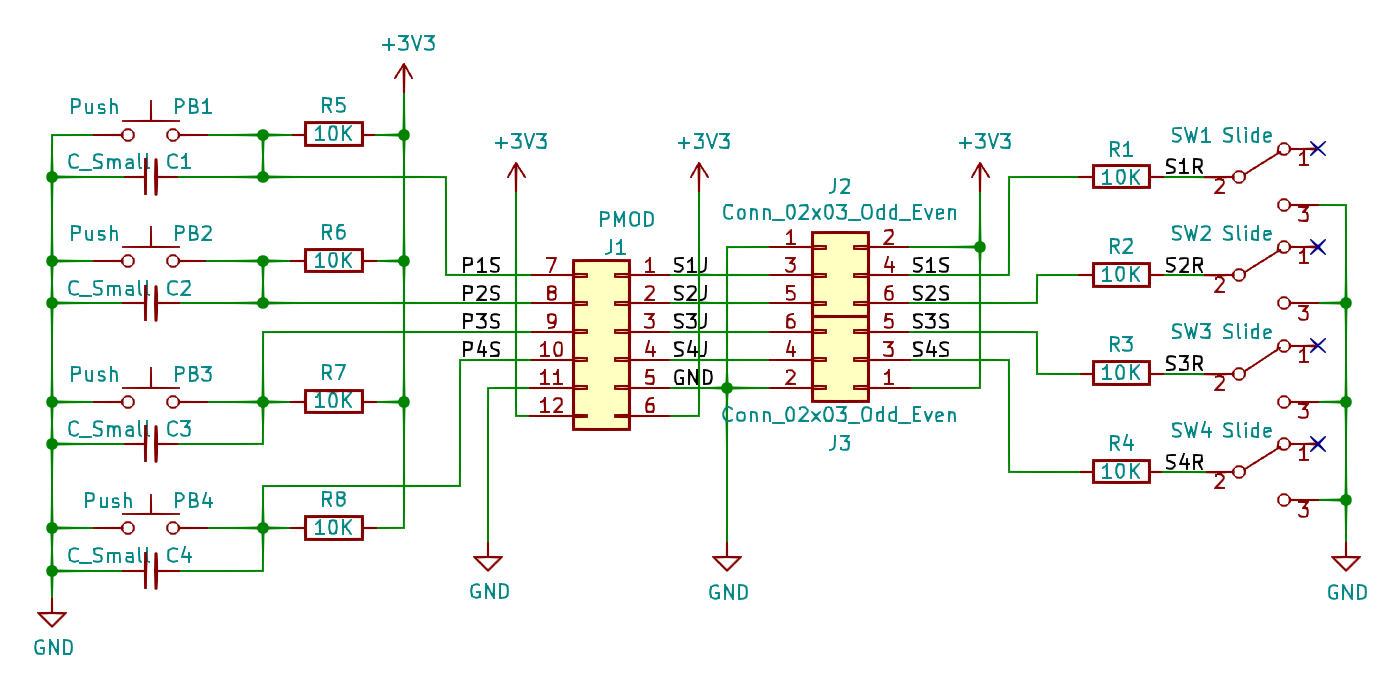 +3V3
Push PB1 R5
10K
C_Small C1
Push PB2 R6
10K
C_Small C2
Push PB3 R7
10K
C_Small C3
Push PB4 R8
10K
C_Small C4
GND
+3V3
+3V3
PMOD
J1
P1S 7 1 S1J
P2S 8 2 S2J
P3S 9 3 S3J
P4S 10 4 S4J
11 5 GND
12 6
GND
GND
+3V3
J2
Conn_02x03_Odd_Even
1 2
3 4 S1S
5 6 S2S
6 5 S3S
4 3 S4S
2 1
Conn_02x03_Odd_Even
J3
SW1 Slide
R1
10K S1R 2 1
3
SW2 Slide
R2
10K S2R 2 1
3
SW3 Slide
R3
10K S3R 2 1
3
SW4 Slide
R4
10K S4R 2 1
3
GND